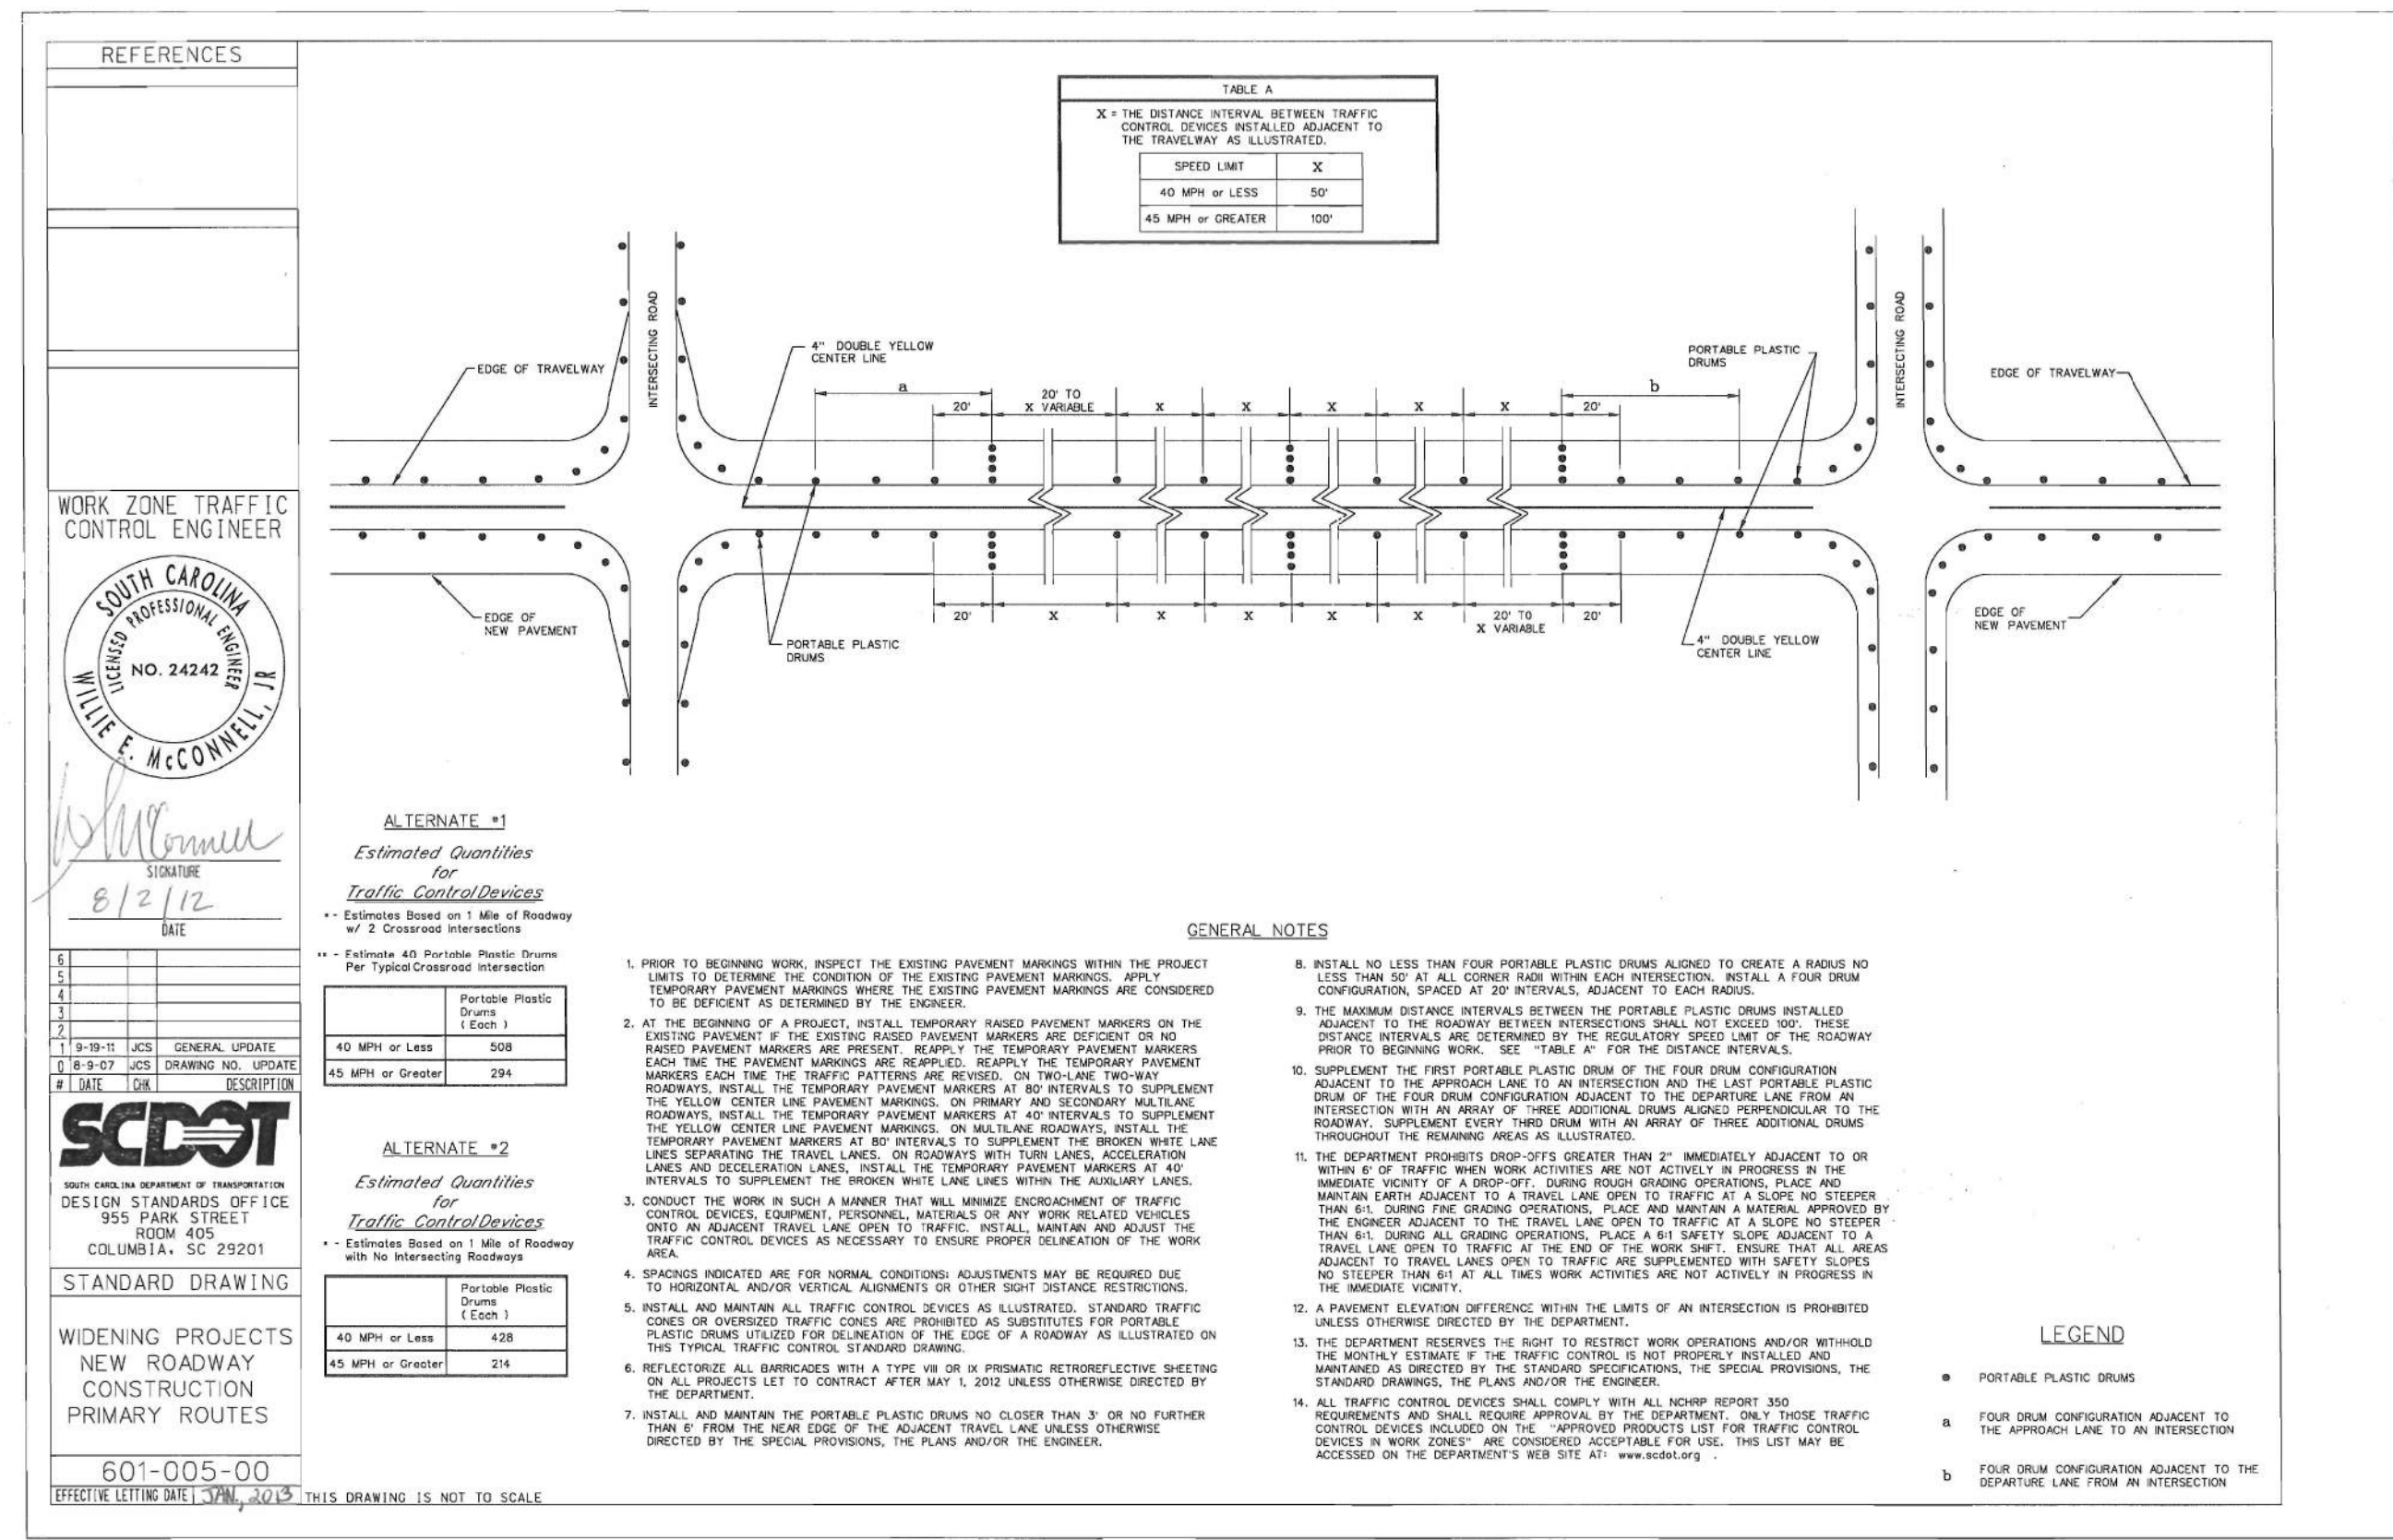 REFERENCES
WORK ZONE TRAFFIC
CONTROL ENGINEER
SOUTH CAROLINA
LICENSED PROFESSIONAL ENGINEER
NO. 24242
WILLIE E. McCONNELL, JR
SIGNATURE
8/2/12
DATE
6
5
4
3
2
1 9-19-11 JCS GENERAL UPDATE
0 8-9-07 JCS DRAWING NO. UPDATE
# DATE CHK DESCRIPTION
SCDOT
SOUTH CAROLINA DEPARTMENT OF TRANSPORTATION
DESIGN STANDARDS OFFICE
955 PARK STREET
ROOM 405
COLUMBIA, SC 29201
STANDARD DRAWING
WIDENING PROJECTS
NEW ROADWAY
CONSTRUCTION
PRIMARY ROUTES
601-005-00
EFFECTIVE LETTING DATE JAN., 2013
THIS DRAWING IS NOT TO SCALE
TABLE A
X = THE DISTANCE INTERVAL BETWEEN TRAFFIC
CONTROL DEVICES INSTALLED ADJACENT TO
THE TRAVELWAY AS ILLUSTRATED.
SPEED LIMIT X
40 MPH or LESS 50'
45 MPH or GREATER 100'
INTERSECTING ROAD
INTERSECTING ROAD
EDGE OF TRAVELWAY
4" DOUBLE YELLOW
CENTER LINE
PORTABLE PLASTIC
DRUMS
EDGE OF TRAVELWAY
a
b
20'
20' TO
X VARIABLE
X
X
X
X
X
20'
20'
X
X
X
X
X
20' TO
X VARIABLE
20'
EDGE OF
NEW PAVEMENT
PORTABLE PLASTIC
DRUMS
4" DOUBLE YELLOW
CENTER LINE
EDGE OF
NEW PAVEMENT
ALTERNATE #1
Estimated Quantities
for
Traffic Control Devices
* - Estimates Based on 1 Mile of Roadway
w/ 2 Crossroad Intersections
** - Estimate 40 Portable Plastic Drums
Per Typical Crossroad Intersection
Portable Plastic
Drums
( Each )
40 MPH or Less 508
45 MPH or Greater 294
ALTERNATE #2
Estimated Quantities
for
Traffic Control Devices
* - Estimates Based on 1 Mile of Roadway
with No Intersecting Roadways
Portable Plastic
Drums
( Each )
40 MPH or Less 428
45 MPH or Greater 214
GENERAL NOTES
1. PRIOR TO BEGINNING WORK, INSPECT THE EXISTING PAVEMENT MARKINGS WITHIN THE PROJECT
LIMITS TO DETERMINE THE CONDITION OF THE EXISTING PAVEMENT MARKINGS. APPLY
TEMPORARY PAVEMENT MARKINGS WHERE THE EXISTING PAVEMENT MARKINGS ARE CONSIDERED
TO BE DEFICIENT AS DETERMINED BY THE ENGINEER.
2. AT THE BEGINNING OF A PROJECT, INSTALL TEMPORARY RAISED PAVEMENT MARKERS ON THE
EXISTING PAVEMENT IF THE EXISTING RAISED PAVEMENT MARKERS ARE DEFICIENT OR NO
RAISED PAVEMENT MARKERS ARE PRESENT. REAPPLY THE TEMPORARY PAVEMENT MARKERS
EACH TIME THE PAVEMENT MARKINGS ARE REAPPLIED. REAPPLY THE TEMPORARY PAVEMENT
MARKERS EACH TIME THE TRAFFIC PATTERNS ARE REVISED. ON TWO-LANE TWO-WAY
ROADWAYS, INSTALL THE TEMPORARY PAVEMENT MARKERS AT 80' INTERVALS TO SUPPLEMENT
THE YELLOW CENTER LINE PAVEMENT MARKINGS. ON PRIMARY AND SECONDARY MULTILANE
ROADWAYS, INSTALL THE TEMPORARY PAVEMENT MARKERS AT 40' INTERVALS TO SUPPLEMENT
THE YELLOW CENTER LINE PAVEMENT MARKINGS. ON MULTILANE ROADWAYS, INSTALL THE
TEMPORARY PAVEMENT MARKERS AT 80' INTERVALS TO SUPPLEMENT THE BROKEN WHITE LANE
LINES SEPARATING THE TRAVEL LANES. ON ROADWAYS WITH TURN LANES, ACCELERATION
LANES AND DECELERATION LANES, INSTALL THE TEMPORARY PAVEMENT MARKERS AT 40'
INTERVALS TO SUPPLEMENT THE BROKEN WHITE LANE LINES WITHIN THE AUXILIARY LANES.
3. CONDUCT THE WORK IN SUCH A MANNER THAT WILL MINIMIZE ENCROACHMENT OF TRAFFIC
CONTROL DEVICES, EQUIPMENT, PERSONNEL, MATERIALS OR ANY WORK RELATED VEHICLES
ONTO AN ADJACENT TRAVEL LANE OPEN TO TRAFFIC. INSTALL, MAINTAIN AND ADJUST THE
TRAFFIC CONTROL DEVICES AS NECESSARY TO ENSURE PROPER DELINEATION OF THE WORK
AREA.
4. SPACINGS INDICATED ARE FOR NORMAL CONDITIONS; ADJUSTMENTS MAY BE REQUIRED DUE
TO HORIZONTAL AND/OR VERTICAL ALIGNMENTS OR OTHER SIGHT DISTANCE RESTRICTIONS.
5. INSTALL AND MAINTAIN ALL TRAFFIC CONTROL DEVICES AS ILLUSTRATED. STANDARD TRAFFIC
CONES OR OVERSIZED TRAFFIC CONES ARE PROHIBITED AS SUBSTITUTES FOR PORTABLE
PLASTIC DRUMS UTILIZED FOR DELINEATION OF THE EDGE OF A ROADWAY AS ILLUSTRATED ON
THIS TYPICAL TRAFFIC CONTROL STANDARD DRAWING.
6. REFLECTORIZE ALL BARRICADES WITH A TYPE VIII OR IX PRISMATIC RETROREFLECTIVE SHEETING
ON ALL PROJECTS LET TO CONTRACT AFTER MAY 1, 2012 UNLESS OTHERWISE DIRECTED BY
THE DEPARTMENT.
7. INSTALL AND MAINTAIN THE PORTABLE PLASTIC DRUMS NO CLOSER THAN 3' OR NO FURTHER
THAN 6' FROM THE NEAR EDGE OF THE ADJACENT TRAVEL LANE UNLESS OTHERWISE
DIRECTED BY THE SPECIAL PROVISIONS, THE PLANS AND/OR THE ENGINEER.
8. INSTALL NO LESS THAN FOUR PORTABLE PLASTIC DRUMS ALIGNED TO CREATE A RADIUS NO
LESS THAN 50' AT ALL CORNER RADII WITHIN EACH INTERSECTION. INSTALL A FOUR DRUM
CONFIGURATION, SPACED AT 20' INTERVALS, ADJACENT TO EACH RADIUS.
9. THE MAXIMUM DISTANCE INTERVALS BETWEEN THE PORTABLE PLASTIC DRUMS INSTALLED
ADJACENT TO THE ROADWAY BETWEEN INTERSECTIONS SHALL NOT EXCEED 100'. THESE
DISTANCE INTERVALS ARE DETERMINED BY THE REGULATORY SPEED LIMIT OF THE ROADWAY
PRIOR TO BEGINNING WORK. SEE "TABLE A" FOR THE DISTANCE INTERVALS.
10. SUPPLEMENT THE FIRST PORTABLE PLASTIC DRUM OF THE FOUR DRUM CONFIGURATION
ADJACENT TO THE APPROACH LANE TO AN INTERSECTION AND THE LAST PORTABLE PLASTIC
DRUM OF THE FOUR DRUM CONFIGURATION ADJACENT TO THE DEPARTURE LANE FROM AN
INTERSECTION WITH AN ARRAY OF THREE ADDITIONAL DRUMS ALIGNED PERPENDICULAR TO THE
ROADWAY. SUPPLEMENT EVERY THIRD DRUM WITH AN ARRAY OF THREE ADDITIONAL DRUMS
THROUGHOUT THE REMAINING AREAS AS ILLUSTRATED.
11. THE DEPARTMENT PROHIBITS DROP-OFFS GREATER THAN 2" IMMEDIATELY ADJACENT TO OR
WITHIN 6' OF TRAFFIC WHEN WORK ACTIVITIES ARE NOT ACTIVELY IN PROGRESS IN THE
IMMEDIATE VICINITY OF A DROP-OFF. DURING ROUGH GRADING OPERATIONS, PLACE AND
MAINTAIN EARTH ADJACENT TO A TRAVEL LANE OPEN TO TRAFFIC AT A SLOPE NO STEEPER
THAN 6:1. DURING FINE GRADING OPERATIONS, PLACE AND MAINTAIN A MATERIAL APPROVED BY
THE ENGINEER ADJACENT TO THE TRAVEL LANE OPEN TO TRAFFIC AT A SLOPE NO STEEPER
THAN 6:1. DURING ALL GRADING OPERATIONS, PLACE A 6:1 SAFETY SLOPE ADJACENT TO A
TRAVEL LANE OPEN TO TRAFFIC AT THE END OF THE WORK SHIFT. ENSURE THAT ALL AREAS
ADJACENT TO TRAVEL LANES OPEN TO TRAFFIC ARE SUPPLEMENTED WITH SAFETY SLOPES
NO STEEPER THAN 6:1 AT ALL TIMES WORK ACTIVITIES ARE NOT ACTIVELY IN PROGRESS IN
THE IMMEDIATE VICINITY.
12. A PAVEMENT ELEVATION DIFFERENCE WITHIN THE LIMITS OF AN INTERSECTION IS PROHIBITED
UNLESS OTHERWISE DIRECTED BY THE DEPARTMENT.
13. THE DEPARTMENT RESERVES THE RIGHT TO RESTRICT WORK OPERATIONS AND/OR WITHHOLD
THE MONTHLY ESTIMATE IF THE TRAFFIC CONTROL IS NOT PROPERLY INSTALLED AND
MAINTAINED AS DIRECTED BY THE STANDARD SPECIFICATIONS, THE SPECIAL PROVISIONS, THE
STANDARD DRAWINGS, THE PLANS AND/OR THE ENGINEER.
14. ALL TRAFFIC CONTROL DEVICES SHALL COMPLY WITH ALL NCHRP REPORT 350
REQUIREMENTS AND SHALL REQUIRE APPROVAL BY THE DEPARTMENT. ONLY THOSE TRAFFIC
CONTROL DEVICES INCLUDED ON THE "APPROVED PRODUCTS LIST FOR TRAFFIC CONTROL
DEVICES IN WORK ZONES" ARE CONSIDERED ACCEPTABLE FOR USE. THIS LIST MAY BE
ACCESSED ON THE DEPARTMENT'S WEB SITE AT: www.scdot.org .
LEGEND
PORTABLE PLASTIC DRUMS
a FOUR DRUM CONFIGURATION ADJACENT TO
THE APPROACH LANE TO AN INTERSECTION
b FOUR DRUM CONFIGURATION ADJACENT TO THE
DEPARTURE LANE FROM AN INTERSECTION